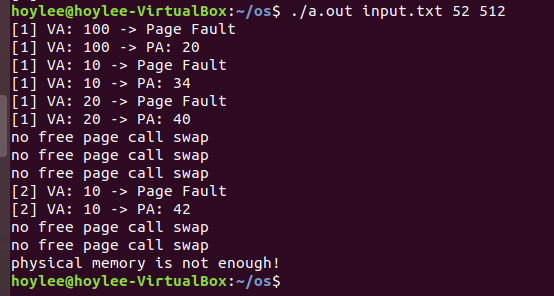 hoylee@hoylee-VirtualBox:~/os$ ./a.out input.txt 52 512
[1] VA: 100 -> Page Fault
[1] VA: 100 -> PA: 20
[1] VA: 10 -> Page Fault
[1] VA: 10 -> PA: 34
[1] VA: 20 -> Page Fault
[1] VA: 20 -> PA: 40
no free page call swap
no free page call swap
no free page call swap
[2] VA: 10 -> Page Fault
[2] VA: 10 -> PA: 42
no free page call swap
no free page call swap
physical memory is not enough!
hoylee@hoylee-VirtualBox:~/os$